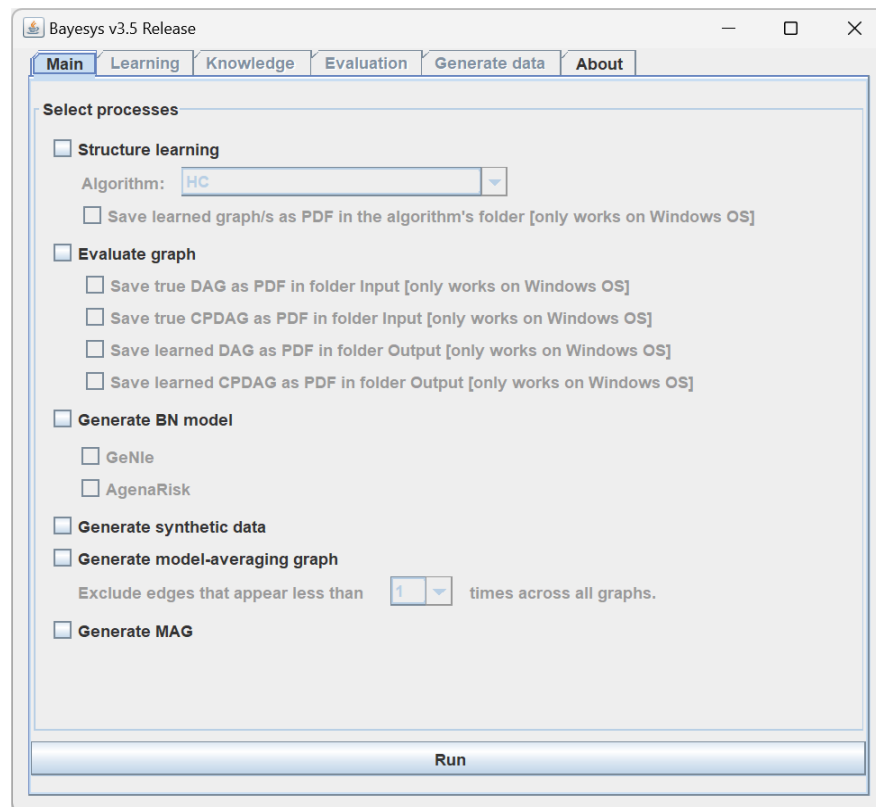 Bayesys v3.5 Release
Main Learning Knowledge Evaluation Generate data About
Select processes
Structure learning
Algorithm: HC
Save learned graph/s as PDF in the algorithm's folder [only works on Windows OS]
Evaluate graph
Save true DAG as PDF in folder Input [only works on Windows OS]
Save true CPDAG as PDF in folder Input [only works on Windows OS]
Save learned DAG as PDF in folder Output [only works on Windows OS]
Save learned CPDAG as PDF in folder Output [only works on Windows OS]
Generate BN model
GeNIe
AgenaRisk
Generate synthetic data
Generate model-averaging graph
Exclude edges that appear less than 1 times across all graphs.
Generate MAG
Run